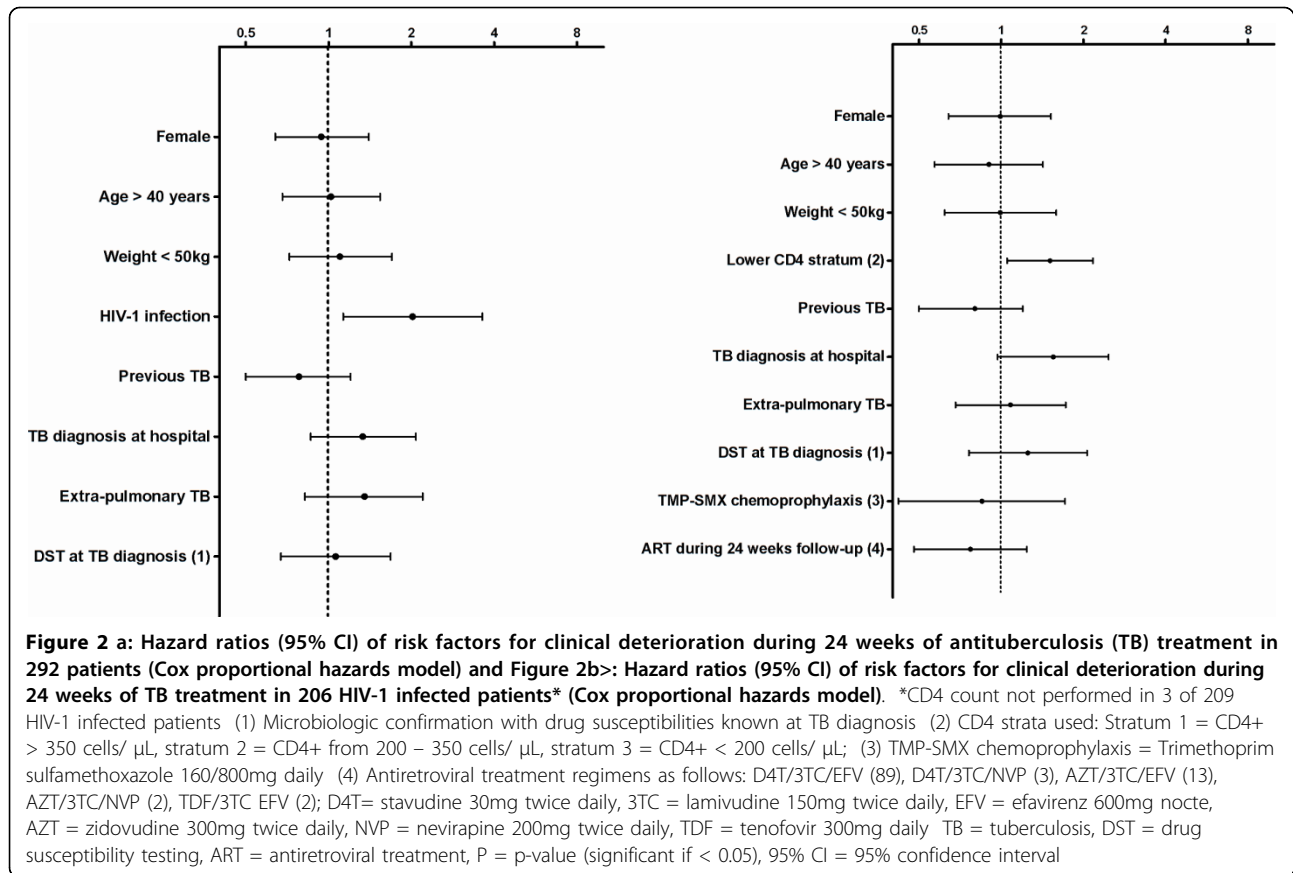 0.5 1 2 8
Female
Age > 40 years
Weight < 50kg
HIV-1 infection
Previous TB
TB diagnosis at hospital
Extra-pulmonary TB
DST at TB diagnosis (1)
0.5 1 2 8
Female
Age > 40 years
Weight < 50kg
Lower CD4 stratum (2)
Previous TB
TB diagnosis at hospital
Extra-pulmonary TB
DST at TB diagnosis (1)
TMP-SMX chemoprophylaxis (3)
ART during 24 weeks follow-up (4)
Figure 2 a: Hazard ratios (95% CI) of risk factors for clinical deterioration during 24 weeks of antituberculosis (TB) treatment in
292 patients (Cox proportional hazards model) and Figure 2b>: Hazard ratios (95% CI) of risk factors for clinical deterioration during
24 weeks of TB treatment in 206 HIV-1 infected patients* (Cox proportional hazards model). *CD4 count not performed in 3 of 209
HIV-1 infected patients (1) Microbiologic confirmation with drug susceptibilities known at TB diagnosis (2) CD4 strata used: Stratum 1 = CD4+
> 350 cells/ μL, stratum 2 = CD4+ from 200 – 350 cells/ μL, stratum 3 = CD4+ < 200 cells/ μL; (3) TMP-SMX chemoprophylaxis = Trimethoprim
sulfamethoxazole 160/800mg daily (4) Antiretroviral treatment regimens as follows: D4T/3TC/EFV (89), D4T/3TC/NVP (3), AZT/3TC/EFV (13),
AZT/3TC/NVP (2), TDF/3TC EFV (2); D4T= stavudine 30mg twice daily, 3TC = lamivudine 150mg twice daily, EFV = efavirenz 600mg nocte,
AZT = zidovudine 300mg twice daily, NVP = nevirapine 200mg twice daily, TDF = tenofovir 300mg daily TB = tuberculosis, DST = drug
susceptibility testing, ART = antiretroviral treatment, P = p-value (significant if < 0.05), 95% CI = 95% confidence interval